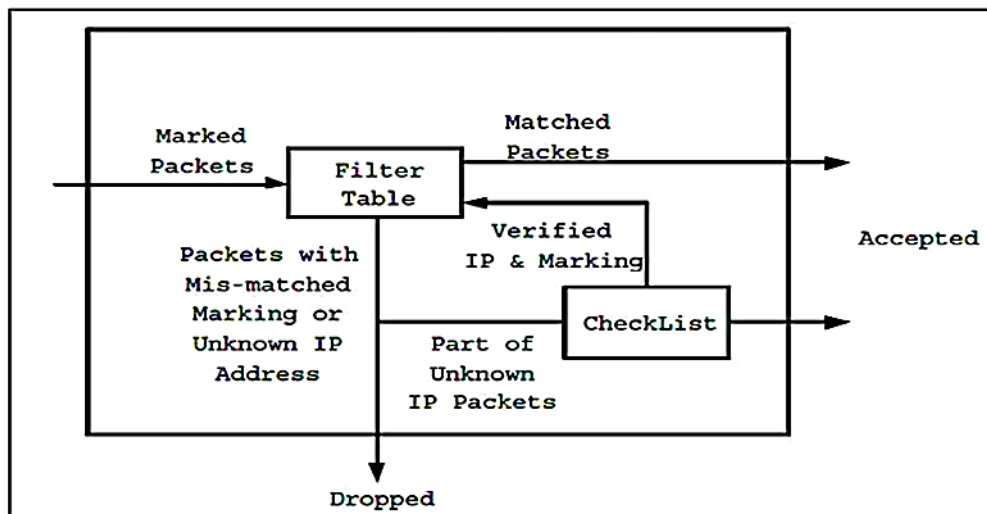 Marked
Packets
Filter
Table
Matched
Packets
Verified
IP & Marking
Accepted
Packets with
Mis-matched
Marking or
Unknown IP
Address
CheckList
Part of
Unknown
IP Packets
Dropped